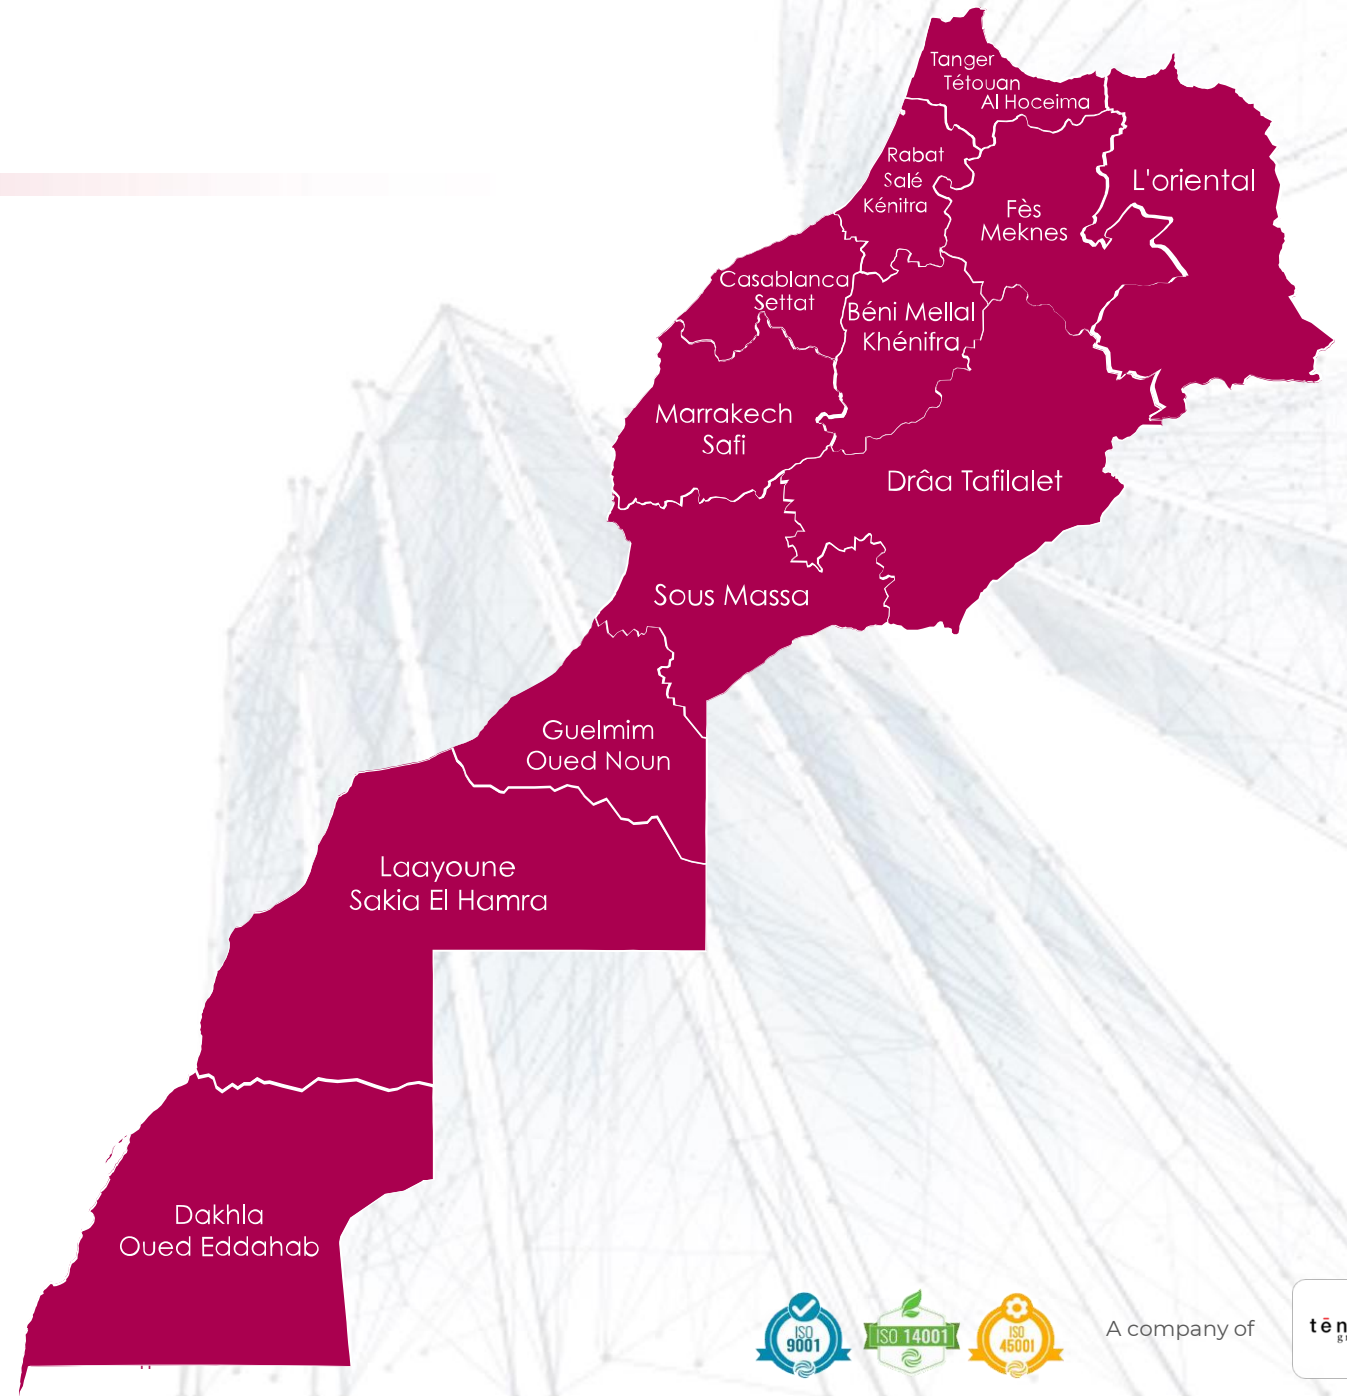 Tanger
Tétouan
Al Hoceima
Rabat
Salé
Kénitra
L'oriental
Fès
Meknes
Casablanca
Settat
Béni Mellal
Khénifra
Marrakech
Safi
Drâa Tafilalet
Sous Massa
Guelmim
Oued Noun
Laayoune
Sakia El Hamra
Dakhla
Oued Eddahab
ISO
9001
ISO 14001
ISO
45001
A company of